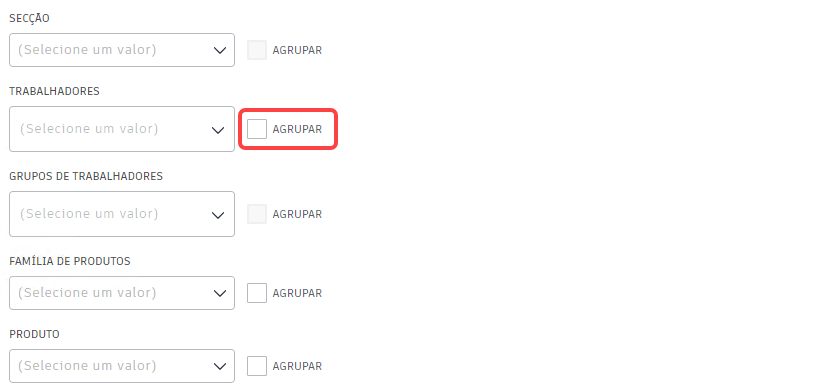 SECÇÃO
(Selecione um valor) AGRUPAR
TRABALHADORES
(Selecione um valor) AGRUPAR
GRUPOS DE TRABALHADORES
(Selecione um valor) AGRUPAR
FAMÍLIA DE PRODUTOS
(Selecione um valor) AGRUPAR
PRODUTO
(Selecione um valor) AGRUPAR